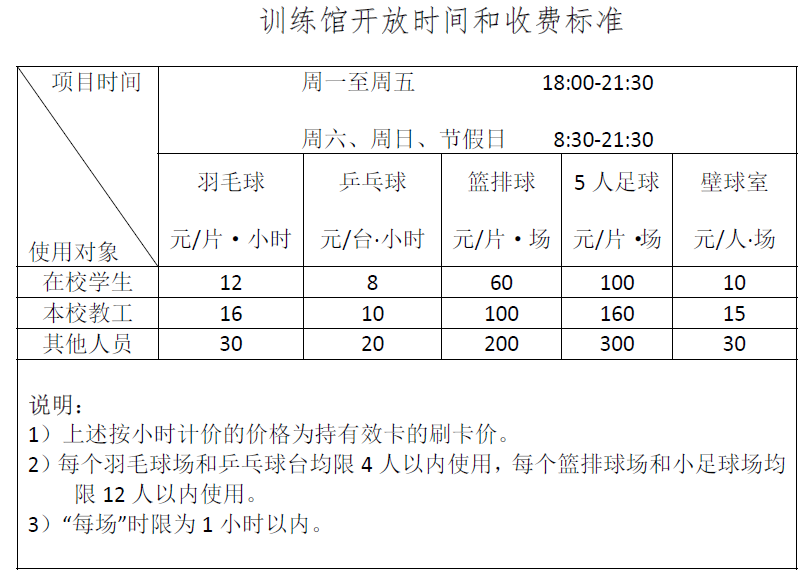 训练馆开放时间和收费标准
项目时间 周一至周五 18:00-21:30
周六、周日、节假日 8:30-21:30
羽毛球 乒乓球 篮排球 5人足球 壁球室
使用对象 元/片·小时 元/台·小时 元/片·场 元/片·场 元/人·场
在校学生 12 8 60 100 10
本校教工 16 10 100 160 15
其他人员 30 20 200 300 30
说明：
1）上述按小时计价的价格为持有效卡的刷卡价。
2）每个羽毛球场和乒乓球台均限4人以内使用，每个篮排球场和小足球场均
限12人以内使用。
3）“每场”时限为1小时以内。